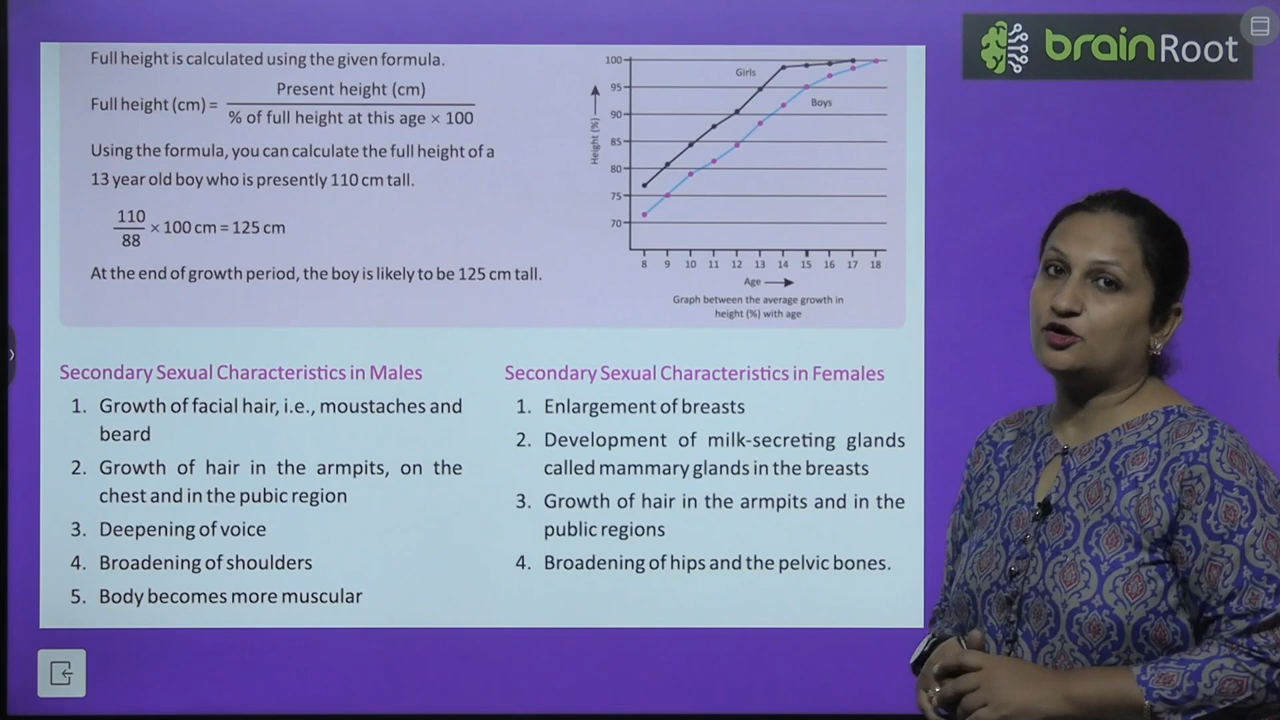 brainRoot
Full height is calculated using the given formula.
Full height (cm) = Present height (cm)
% of full height at this age × 100
Using the formula, you can calculate the full height of a
13 year old boy who is presently 110 cm tall.
110
88
× 100 cm = 125 cm
At the end of growth period, the boy is likely to be 125 cm tall.
100
95
90
85
80
75
70
Height (%)
Girls
Boys
8 9 10 11 12 13 14 15 16 17 18
Age
Graph between the average growth in
height (%) with age
Secondary Sexual Characteristics in Males
1. Growth of facial hair, i.e., moustaches and
beard
2. Growth of hair in the armpits, on the
chest and in the pubic region
3. Deepening of voice
4. Broadening of shoulders
5. Body becomes more muscular
Secondary Sexual Characteristics in Females
1. Enlargement of breasts
2. Development of milk-secreting glands
called mammary glands in the breasts
3. Growth of hair in the armpits and in the
public regions
4. Broadening of hips and the pelvic bones.